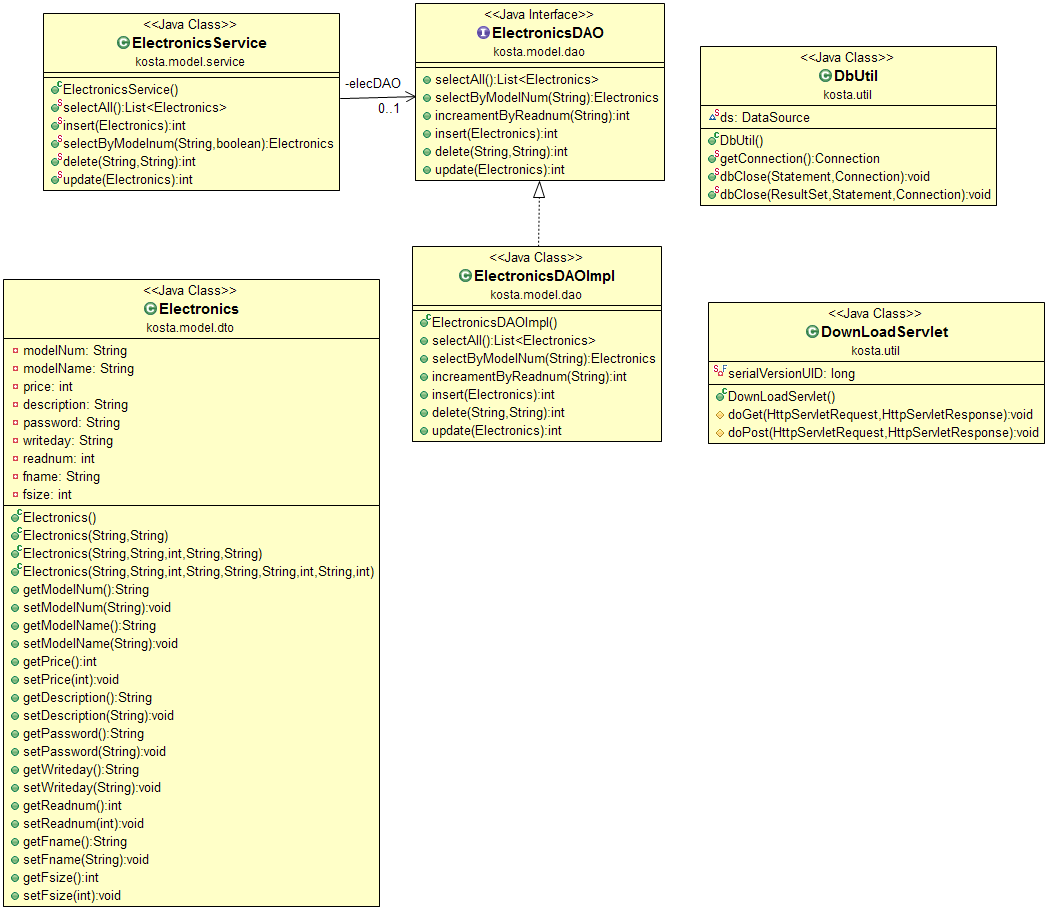 <<Java Class>>
ElectronicsService
kosta.model.service
ElectronicsService()
selectAll():List<Electronics>
insert(Electronics):int
selectByModelnum(String,boolean):Electronics
delete(String,String):int
update(Electronics):int
-elecDAO
0..1
<<Java Interface>>
ElectronicsDAO
kosta.model.dao
selectAll():List<Electronics>
selectByModelNum(String):Electronics
increamentByReadnum(String):int
insert(Electronics):int
delete(String,String):int
update(Electronics):int
<<Java Class>>
DbUtil
kosta.util
ds: DataSource
DbUtil()
getConnection():Connection
dbClose(Statement,Connection):void
dbClose(ResultSet,Statement,Connection):void
<<Java Class>>
ElectronicsDAOImpl
kosta.model.dao
ElectronicsDAOImpl()
selectAll():List<Electronics>
selectByModelNum(String):Electronics
increamentByReadnum(String):int
insert(Electronics):int
delete(String,String):int
update(Electronics):int
<<Java Class>>
Electronics
kosta.model.dto
modelNum: String
modelName: String
price: int
description: String
password: String
writeday: String
readnum: int
fname: String
fsize: int
Electronics()
Electronics(String,String)
Electronics(String,String,int,String,String)
Electronics(String,String,int,String,String,String,int,String,int)
getModelNum():String
setModelNum(String):void
getModelName():String
setModelName(String):void
getPrice():int
setPrice(int):void
getDescription():String
setDescription(String):void
getPassword():String
setPassword(String):void
getWriteday():String
setWriteday(String):void
getReadnum():int
setReadnum(int):void
getFname():String
setFname(String):void
getFsize():int
setFsize(int):void
<<Java Class>>
DownLoadServlet
kosta.util
serialVersionUID: long
DownLoadServlet()
doGet(HttpServletRequest,HttpServletResponse):void
doPost(HttpServletRequest,HttpServletResponse):void